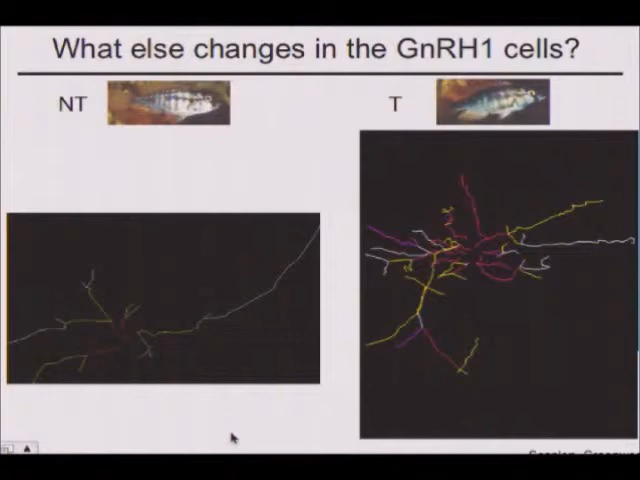 What else changes in the GnRH1 cells?
NT
T